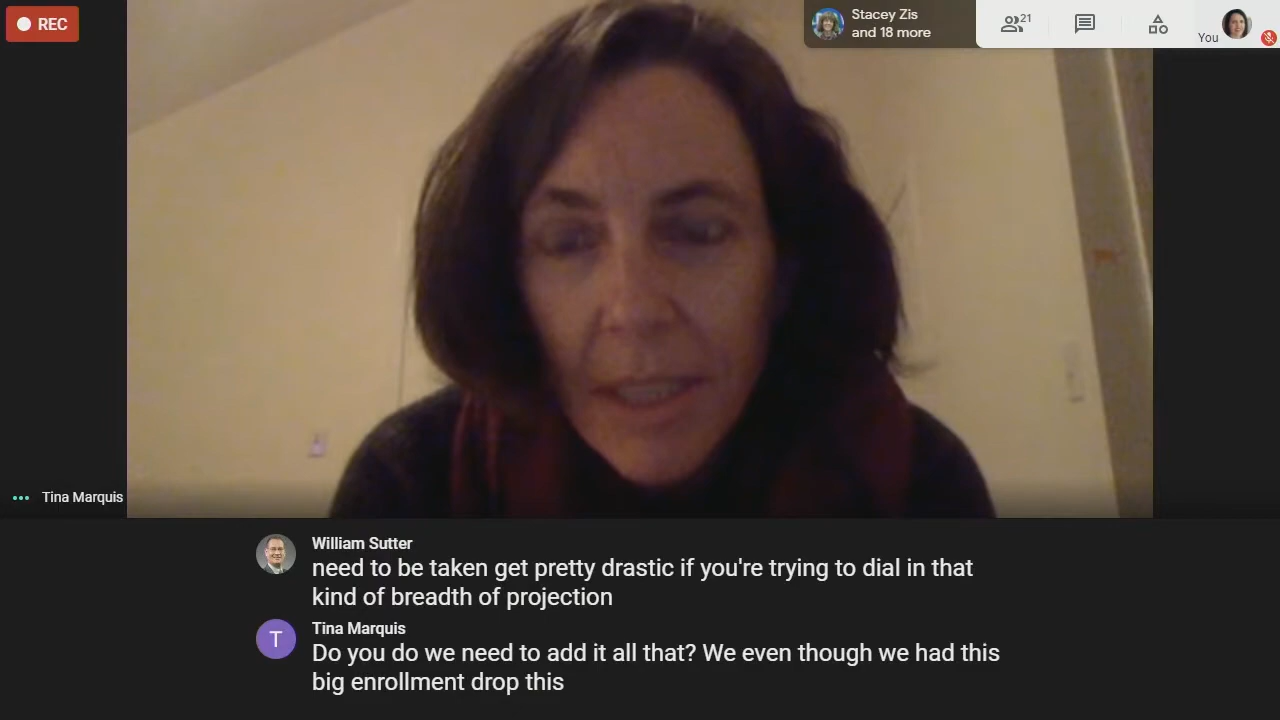 REC
Stacey Zis
and 18 more
21
You
Tina Marquis
William Sutter
need to be taken get pretty drastic if you're trying to dial in that
kind of breadth of projection
T
Tina Marquis
Do you do we need to add it all that? We even though we had this
big enrollment drop this